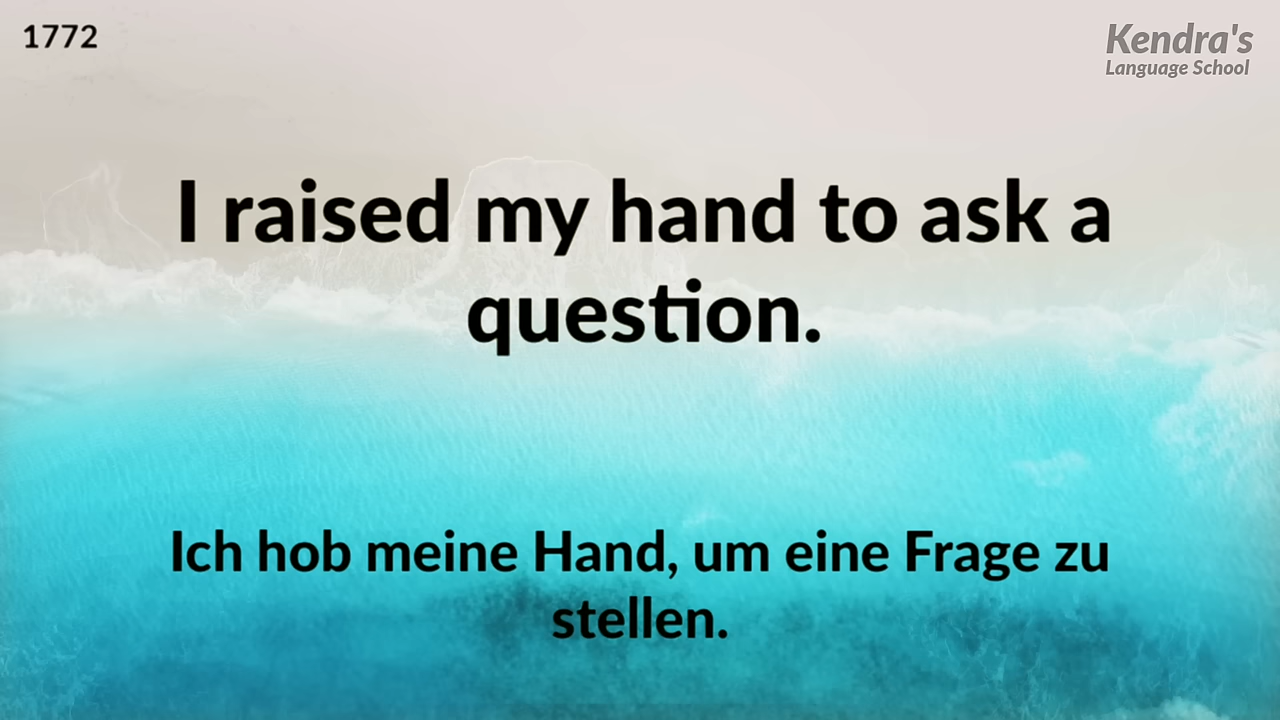 1772
Kendra's
Language School
I raised my hand to ask a
question.
Ich hob meine Hand, um eine Frage zu
stellen.